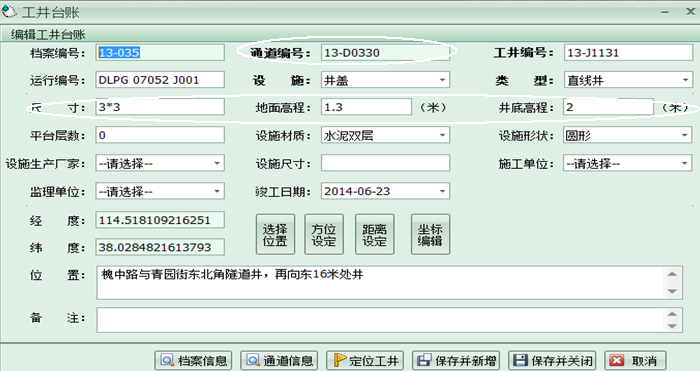 工井台账
编辑工井台账
档案编号: 13-035 通道编号: 13-D0330 工井编号: 13-J1131
运行编号: DLPG 07052 J001 设 施: 井盖 类 型: 直线井
尺 寸: 3*3 地面高程: 1.3 (米) 井底高程: 2 (米)
平台层数: 0 设施材质: 水泥双层 设施形状: 圆形
设施生产厂家: --请选择-- 设施尺寸: 施工单位: --请选择--
监理单位: --请选择-- 竣工日期: 2014-06-23
经 度: 114.518109216251
选择位置 方位设定 距离设定 坐标编辑
纬 度: 38.0284821613793
位 置: 槐中路与青园街东北角隧道井，再向东16米处井
备 注:
档案信息 通道信息 定位工井 保存并新增 保存并关闭 取消